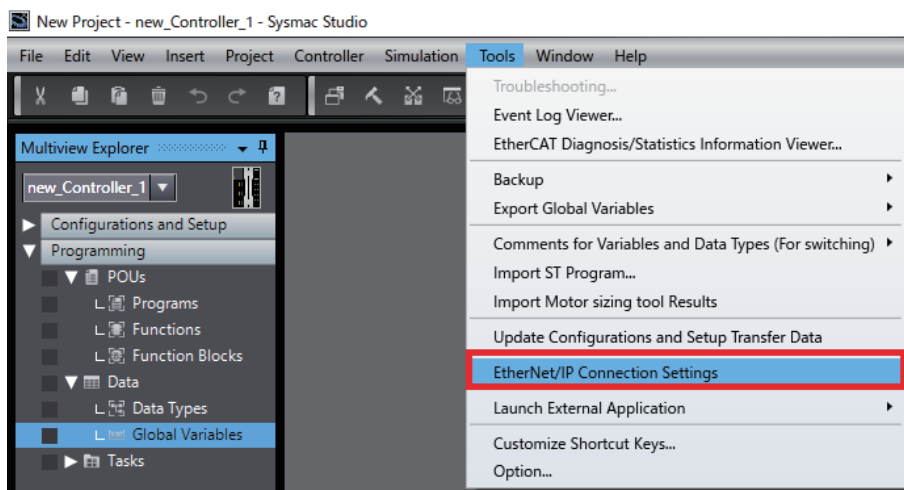 New Project - new_Controller_1 - Sysmac Studio
File Edit View Insert Project Controller Simulation Tools Window Help
Multiview Explorer
new_Controller_1
Configurations and Setup
Programming
POUs
Programs
Functions
Function Blocks
Data
Data Types
Global Variables
Tasks
Troubleshooting...
Event Log Viewer...
EtherCAT Diagnosis/Statistics Information Viewer...
Backup
Export Global Variables
Comments for Variables and Data Types (For switching)
Import ST Program...
Import Motor sizing tool Results
Update Configurations and Setup Transfer Data
EtherNet/IP Connection Settings
Launch External Application
Customize Shortcut Keys...
Option...